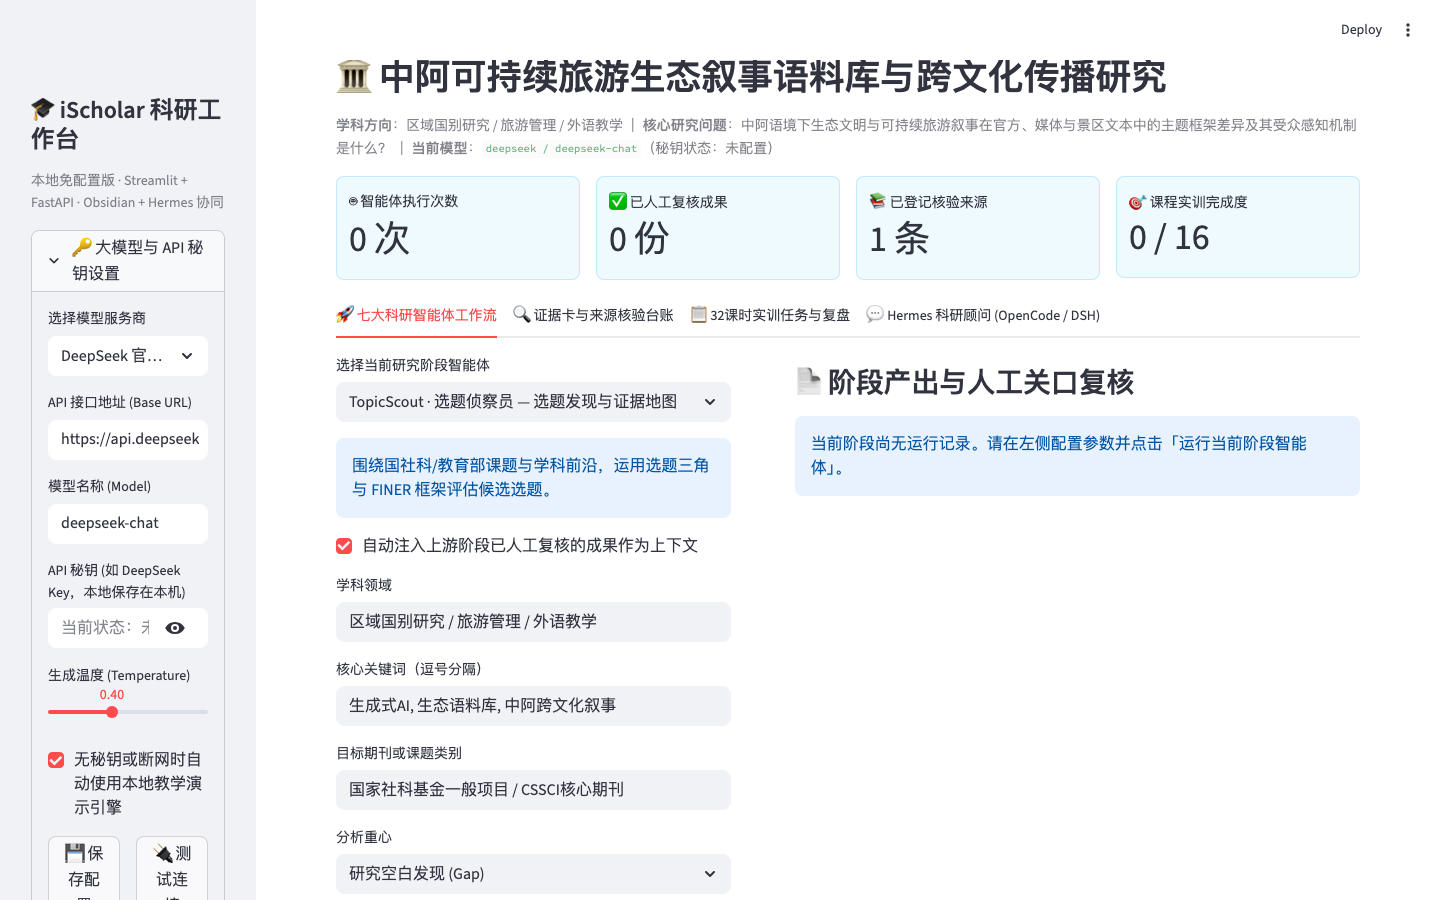 Deploy
🎓 iScholar 科研工
作台
本地免配置版 · Streamlit +
FastAPI · Obsidian + Hermes 协同
🔑 大模型与 API 秘
钥设置
选择模型服务商
DeepSeek 官…
API 接口地址 (Base URL)
https://api.deepseek
模型名称 (Model)
deepseek-chat
API 秘钥 (如 DeepSeek
Key，本地保存在本机)
当前状态：
生成温度 (Temperature)
0.40
无秘钥或断网时自
动使用本地教学演
示引擎
💾 保
存配
🔌 测
试连
🏛️ 中阿可持续旅游生态叙事语料库与跨文化传播研究
学科方向：区域国别研究 / 旅游管理 / 外语教学 ｜ 核心研究问题：中阿语境下生态文明与可持续旅游叙事在官方、媒体与景区文本中的主题框架差异及其受众感知机制
是什么？ ｜ 当前模型：deepseek / deepseek-chat（秘钥状态：未配置）
智能体执行次数
0 次
✅ 已人工复核成果
0 份
📚 已登记核验来源
1 条
🎯 课程实训完成度
0 / 16
🚀 七大科研智能体工作流
🔍 证据卡与来源核验台账
📋 32课时实训任务与复盘
💬 Hermes 科研顾问 (OpenCode / DSH)
选择当前研究阶段智能体
TopicScout · 选题侦察员 — 选题发现与证据地图
围绕国社科/教育部课题与学科前沿，运用选题三角
与 FINER 框架评估候选选题。
自动注入上游阶段已人工复核的成果作为上下文
学科领域
区域国别研究 / 旅游管理 / 外语教学
核心关键词（逗号分隔）
生成式AI, 生态语料库, 中阿跨文化叙事
目标期刊或课题类别
国家社科基金一般项目 / CSSCI核心期刊
分析重心
研究空白发现 (Gap)
📄 阶段产出与人工关口复核
当前阶段尚无运行记录。请在左侧配置参数并点击「运行当前阶段智能
体」。